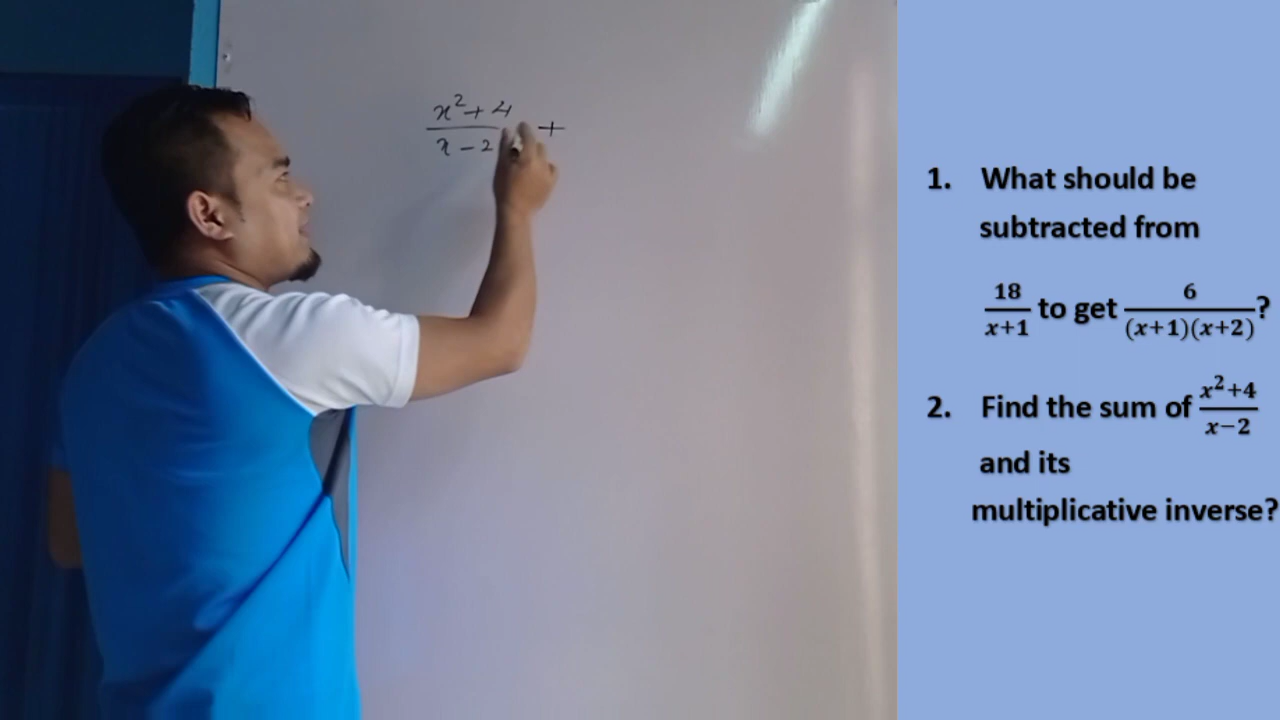 x² + 4 +
x - 2
1. What should be
subtracted from
18/(x+1) to get 6/((x+1)(x+2))?
2. Find the sum of (x²+4)/(x-2)
and its
multiplicative inverse?